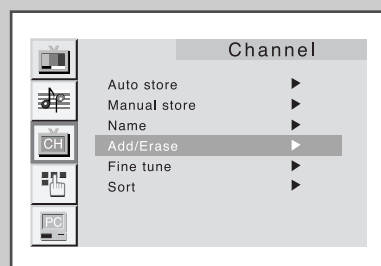 Channel
Auto store
Manual store
Name
CH
Add/Erase
Fine tune
Sort
PC